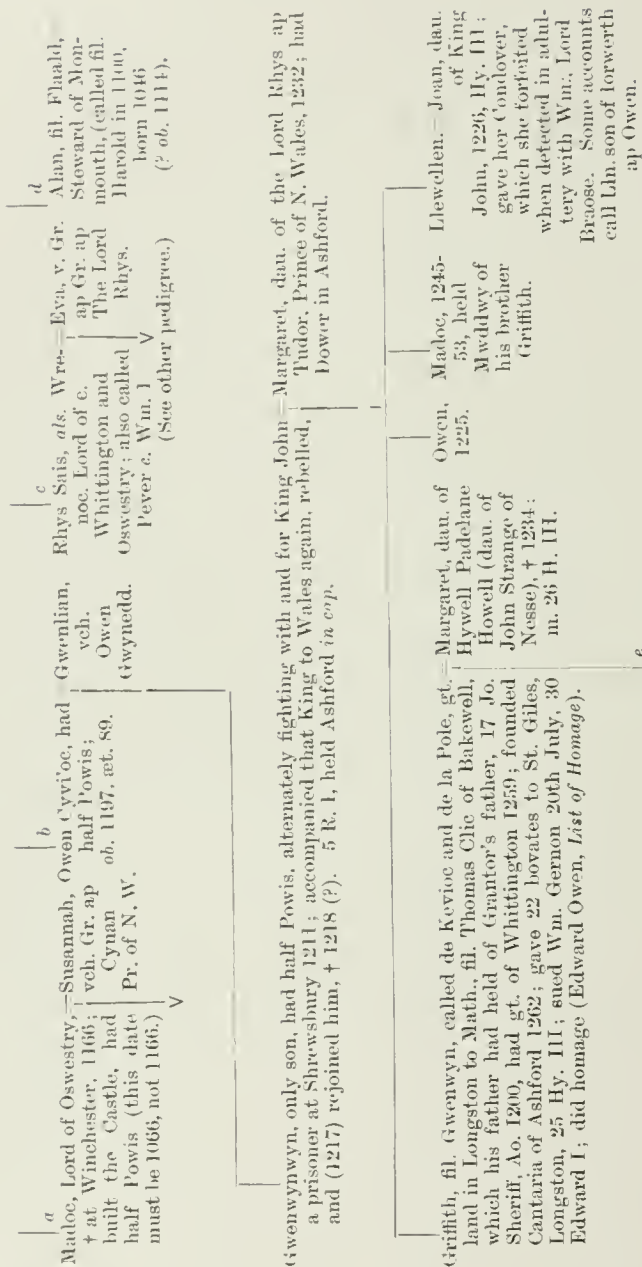 a
Madoc, Lord of Oswestry,
† at Winchester, 1166;
built the Castle, had
half Powis (this date
must be 1066, not 1166.)
=Susannah,
vch. Gr. ap
Cynan
Pr. of N. W.
b
Owen Cyvi'oc, had
half Powis;
ob. 1197, æt. 89.
=Gwenlian,
vch.
Owen
Gwynedd.
c
Rhys Sais, als. Wre-
noc, Lord of c.
Whittington and
Oswestry; also called
Pever c. Wm. I
(See other pedigree.)
=Eva, v. Gr.
ap Gr. ap
The Lord
Rhys.
d
Alan, fil. Flaald,
Steward of Mon-
mouth, (called fil.
Harold in 1100,
born 1046
(? ob. 1114).
Gwenwynwyn, only son, had half Powis, alternately fighting with and for King John
a prisoner at Shrewsbury 1211; accompanied that King to Wales again, rebelled,
and (1217) rejoined him, † 1218 (?). 5 R. I, held Ashford in cap.
=Margaret, dau. of the Lord Rhys ap
Tudor, Prince of N. Wales, 1232; had
Dower in Ashford.
Griffith, fil. Gwenwyn, called de Kevioc and de la Pole, gt.
land in Longston to Math., fil. Thomas Clic of Bakewell,
which his father had held of Grantor's father, 17 Jo.
Sheriff, Ao. 1200, had gt. of Whittington 1259; founded
Cantaria of Ashford 1262; gave 22 bovates to St. Giles,
Longston, 25 Hy. III; sued Wm. Gernon 20th July, 30
Edward I; did homage (Edward Owen, List of Homage).
=Margaret, dau. of
Hywell Padelane
Howell (dau. of
John Strange of
Nesse), † 1234;
m. 26 H. III.
e
Owen,
1225.
Madoc, 1245-
53, held
Mwddwy of
his brother
Griffith.
Llewellen.=Joan, dau.
of King
John, 1226, Hy. III;
gave her Condover,
which she forfeited
when detected in adul-
tery with Wm., Lord
Braose. Some accounts
call Lln. son of Iorwerth
ap Owen.